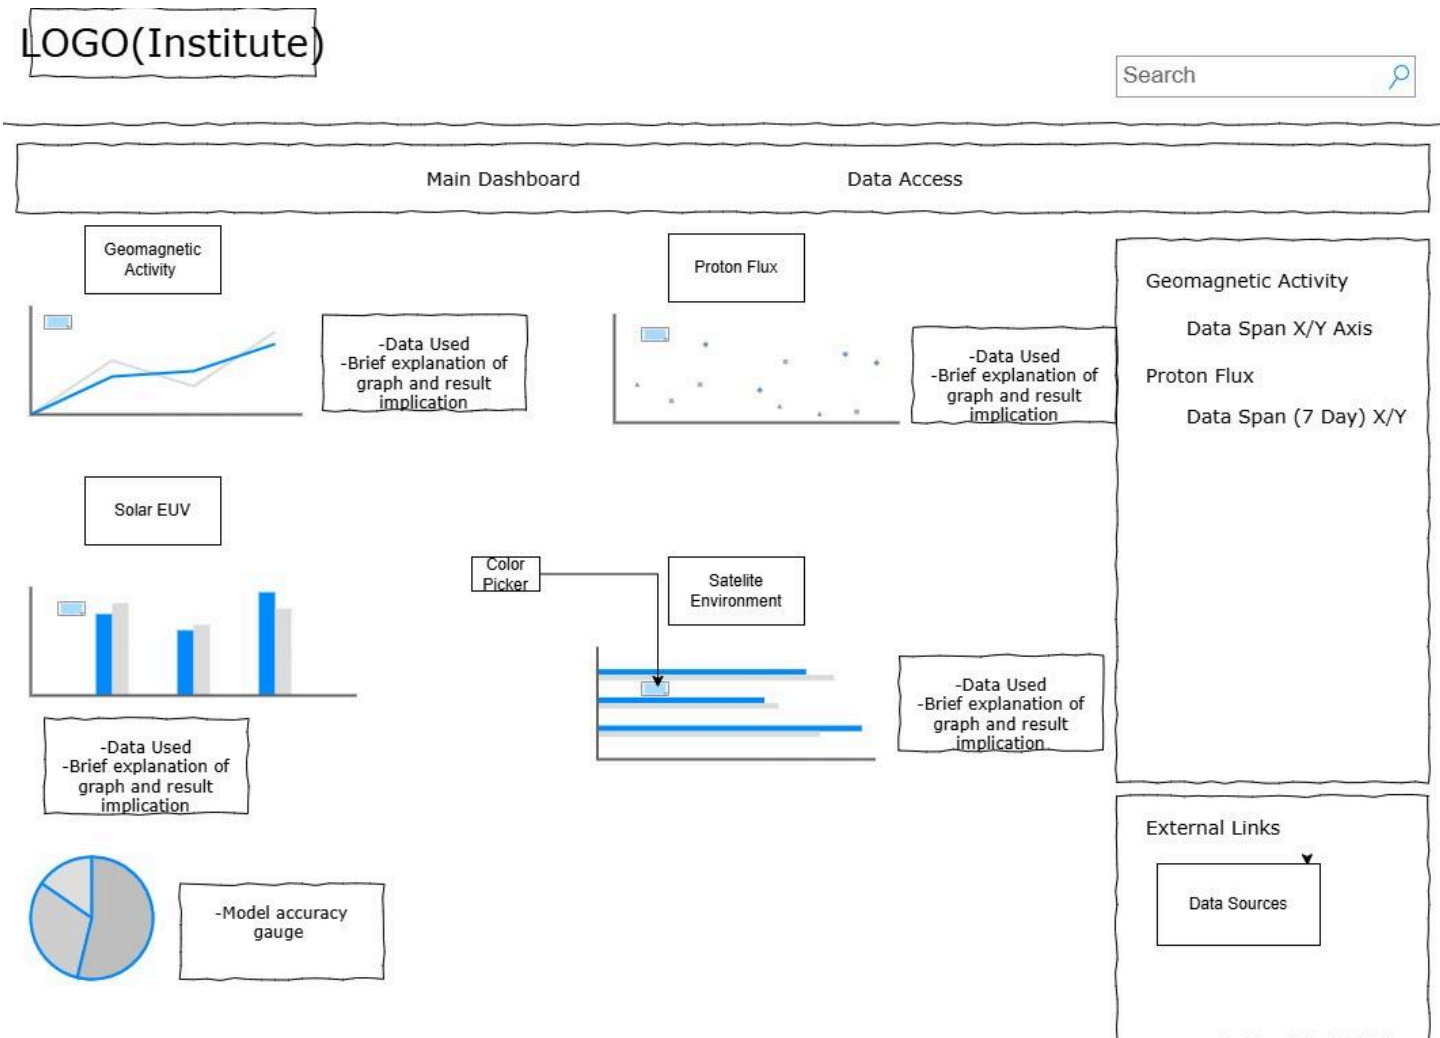 LOGO(Institute)
Search
Main Dashboard
Data Access
Geomagnetic
Activity
-Data Used
-Brief explanation of
graph and result
implication
Proton Flux
-Data Used
-Brief explanation of
graph and result
implication
Geomagnetic Activity
Data Span X/Y Axis
Proton Flux
Data Span (7 Day) X/Y
Solar EUV
-Data Used
-Brief explanation of
graph and result
implication
Color
Picker
Satelite
Environment
-Data Used
-Brief explanation of
graph and result
implication
-Model accuracy
gauge
External Links
Data Sources